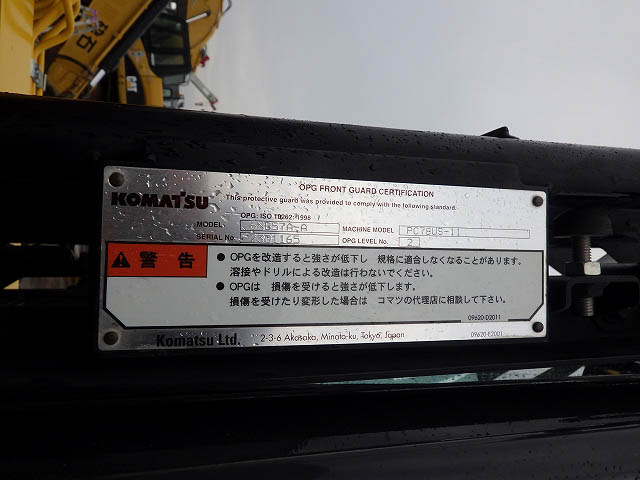 砕石
CAT
OPG FRONT GUARD CERTIFICATION
KOMATSU
This protective guard was provided to comply with the following standard.
OPG: ISO 10262:1998 /
MODEL MACHINE MODEL PC78US-11
SERIAL No. OPG LEVEL No. 2
警告
● OPGを改造すると強さが低下し 規格に適合しなくなることがあります。
溶接やドリルによる改造は行わないでください。
● OPGは 損傷を受けると強さが低下します。
損傷を受けたり変形した場合は コマツの代理店に相談して下さい。
09620-D2011
Komatsu Ltd. 2-3-6 Akasaka, Minato-ku, Tokyo, Japan
09620-E2001